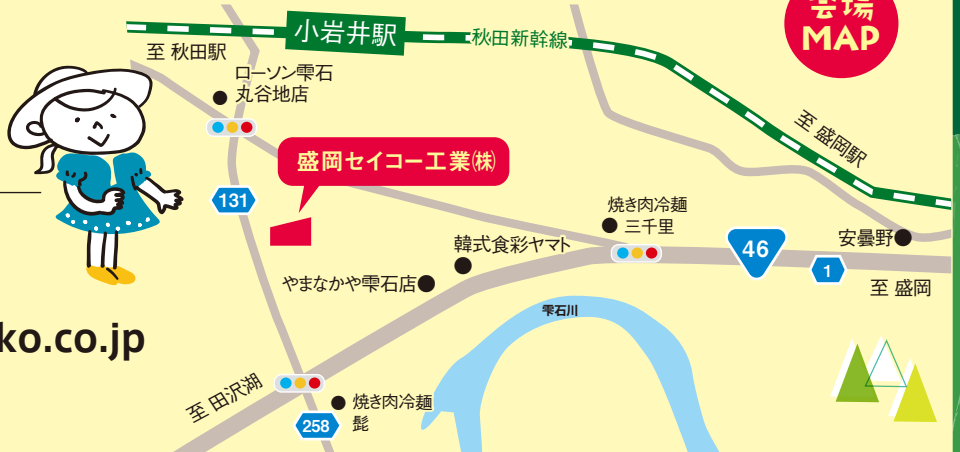 会場
MAP
小岩井駅
秋田新幹線
至 秋田駅
ローソン雫石
丸谷地店
至 盛岡駅
盛岡セイコー工業㈱
131
焼き肉冷麺
三千里
安曇野
46
1
韓式食彩ヤマト
やまなかや雫石店
至 盛岡
雫石川
ko.co.jp
至 田沢湖
焼き肉冷麺
髭
258